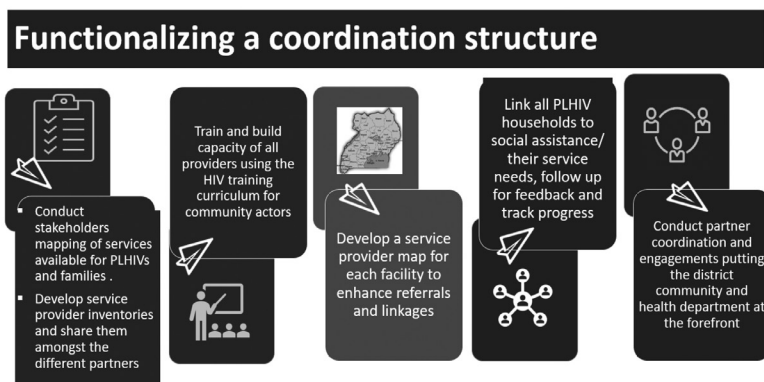 Functionalizing a coordination structure
▪ Conduct
stakeholders
mapping of services
available for PLHIVs
and families .
▪ Develop service
provider inventories
and share them
amongst the
different partners
Train and build
capacity of all
providers using the
HIV training
curriculum for
community actors
Develop a service
provider map for
each facility to
enhance referrals
and linkages
Link all PLHIV
households to
social assistance/
their service
needs, follow up
for feedback and
track progress
Conduct partner
coordination and
engagements putting
the district
community and
health department at
the forefront